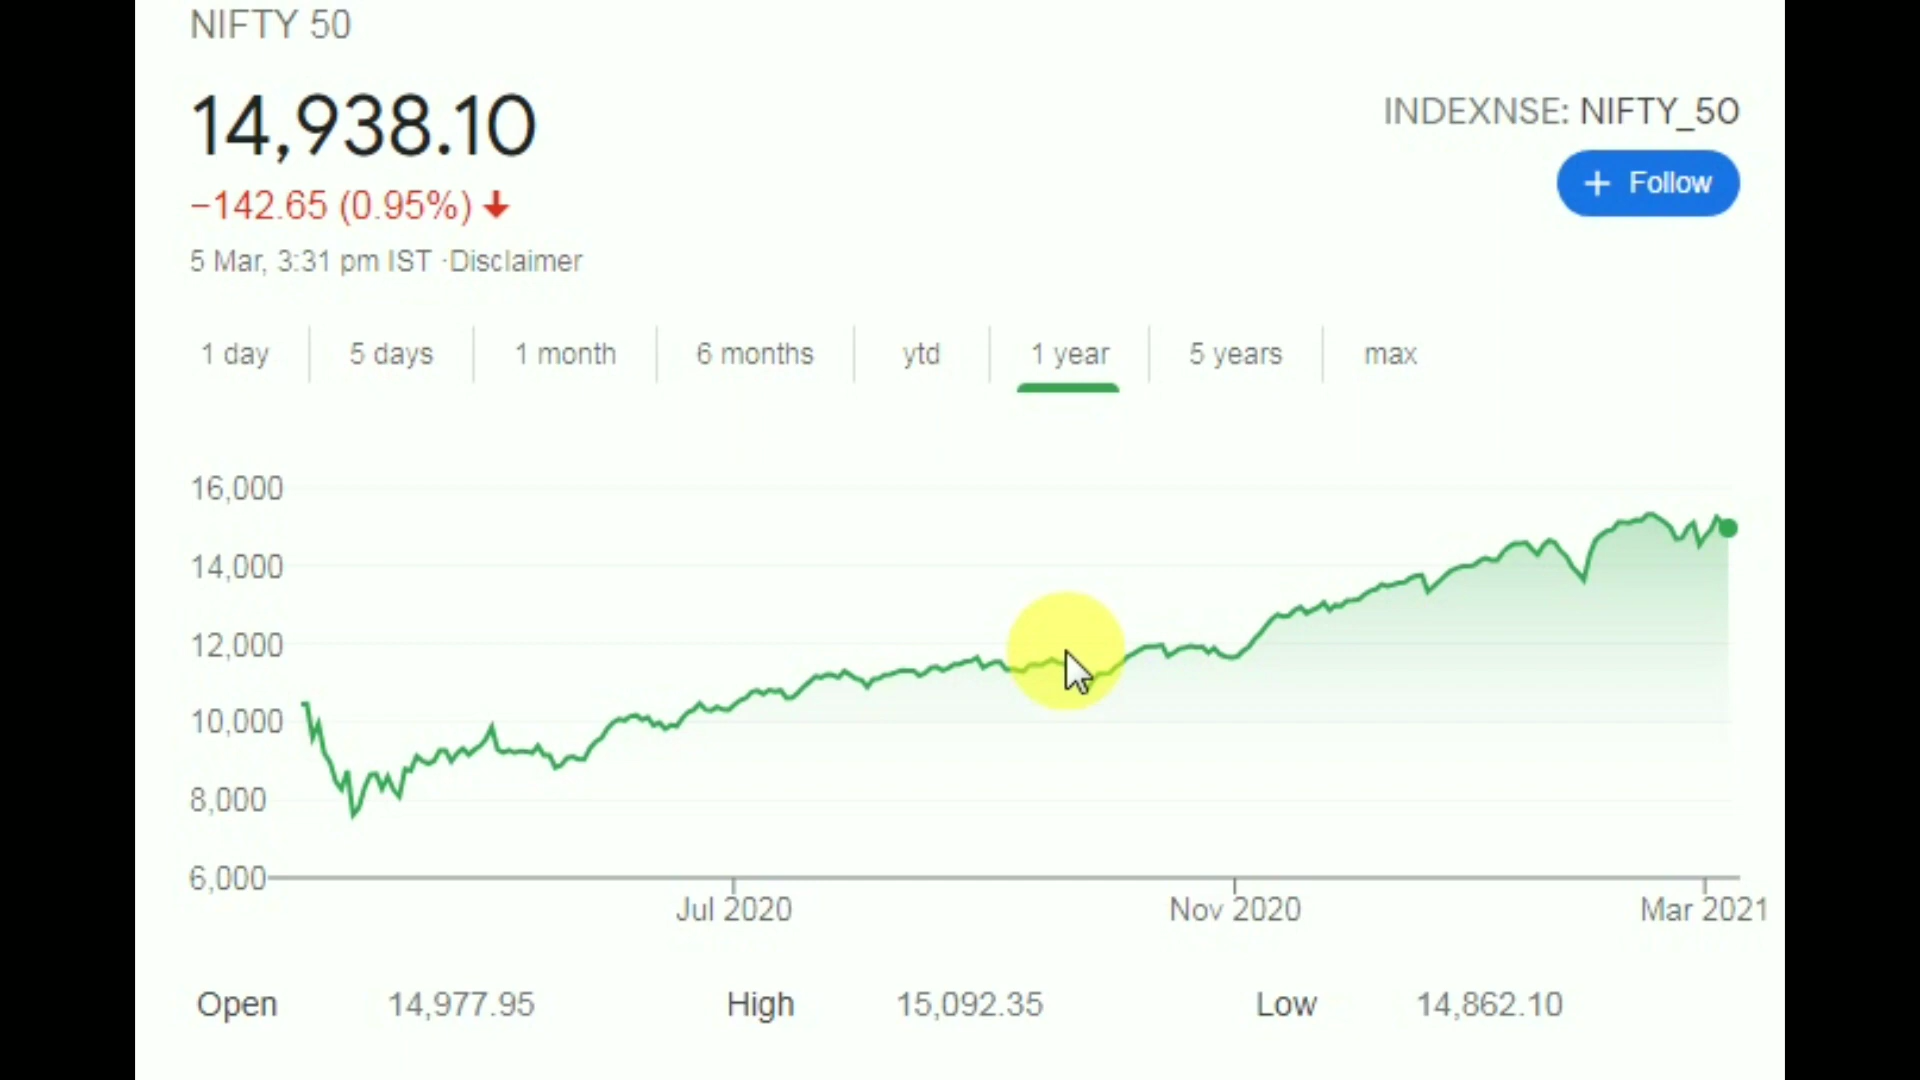 NIFTY 50
14,938.10
INDEXNSE: NIFTY_50
−142.65 (0.95%)
+ Follow
5 Mar, 3:31 pm IST ·Disclaimer
1 day 5 days 1 month 6 months ytd 1 year 5 years max
16,000
14,000
12,000
10,000
8,000
6,000
Jul 2020 Nov 2020 Mar 2021
Open 14,977.95 High 15,092.35 Low 14,862.10